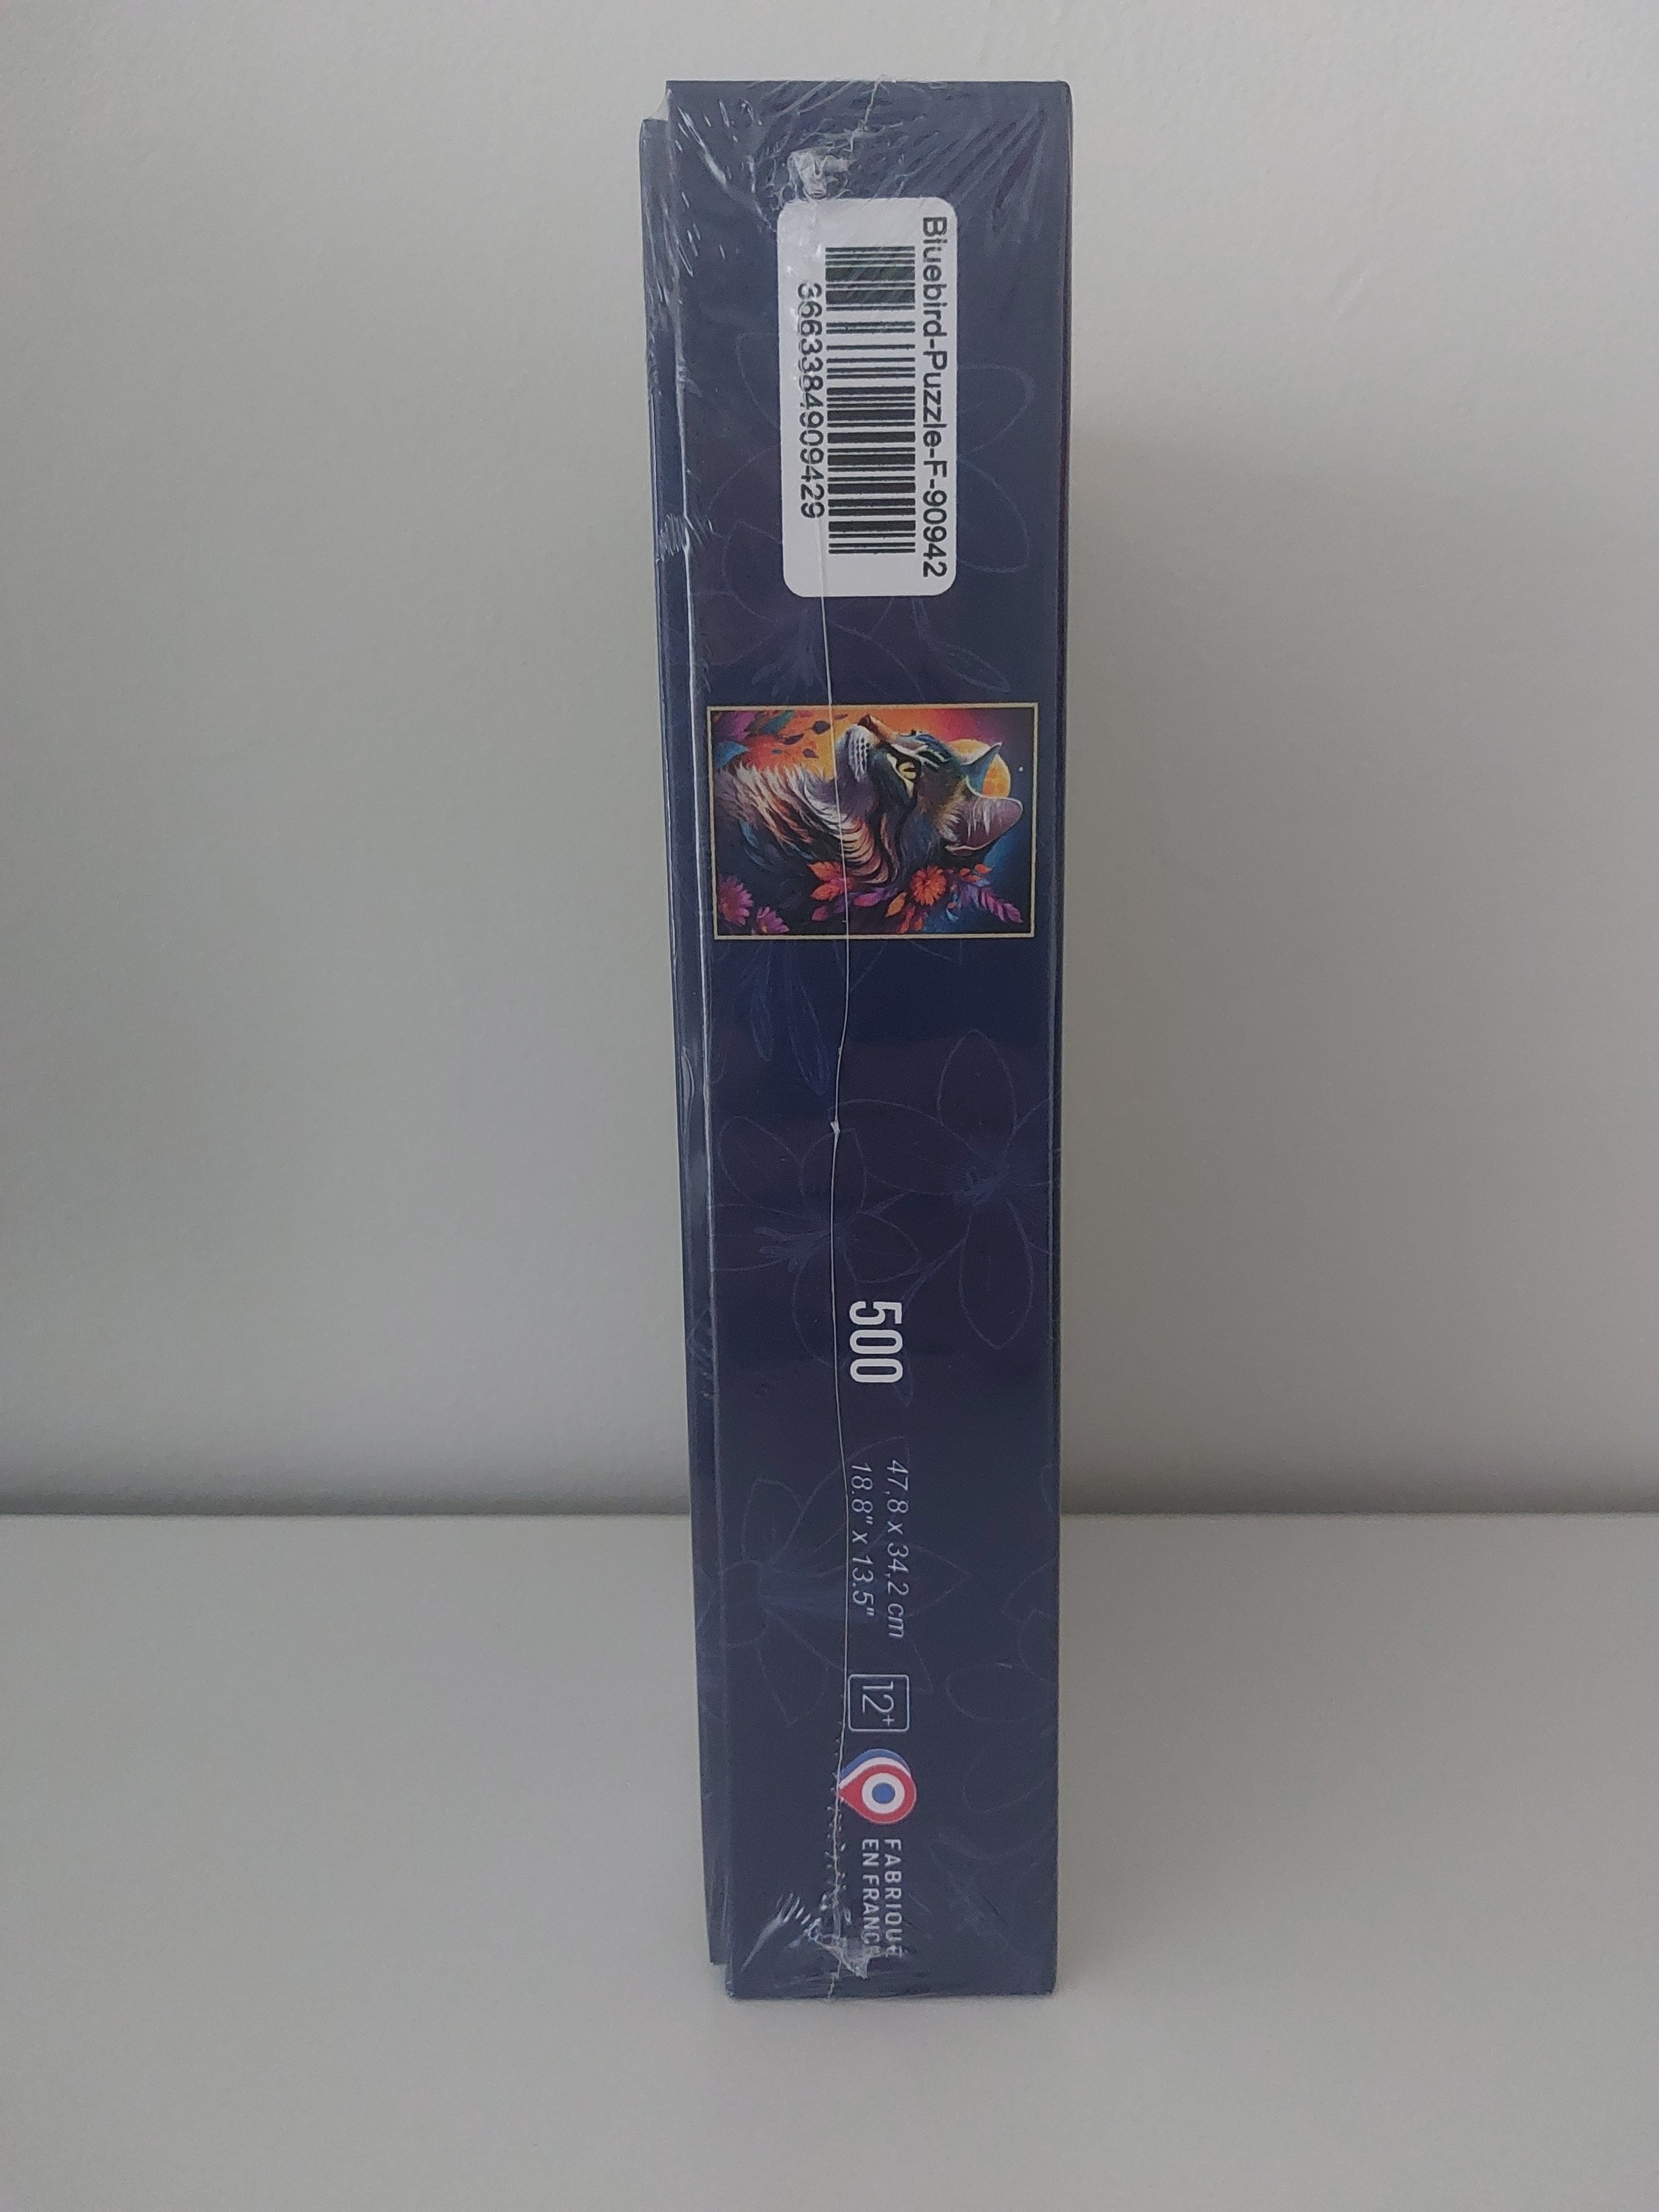 Bluebird-Puzzle-F-90942
3663384909429
500
47,8 x 34,2 cm
18.8" x 13.5"
12+
FABRIQUÉ
EN FRANCE